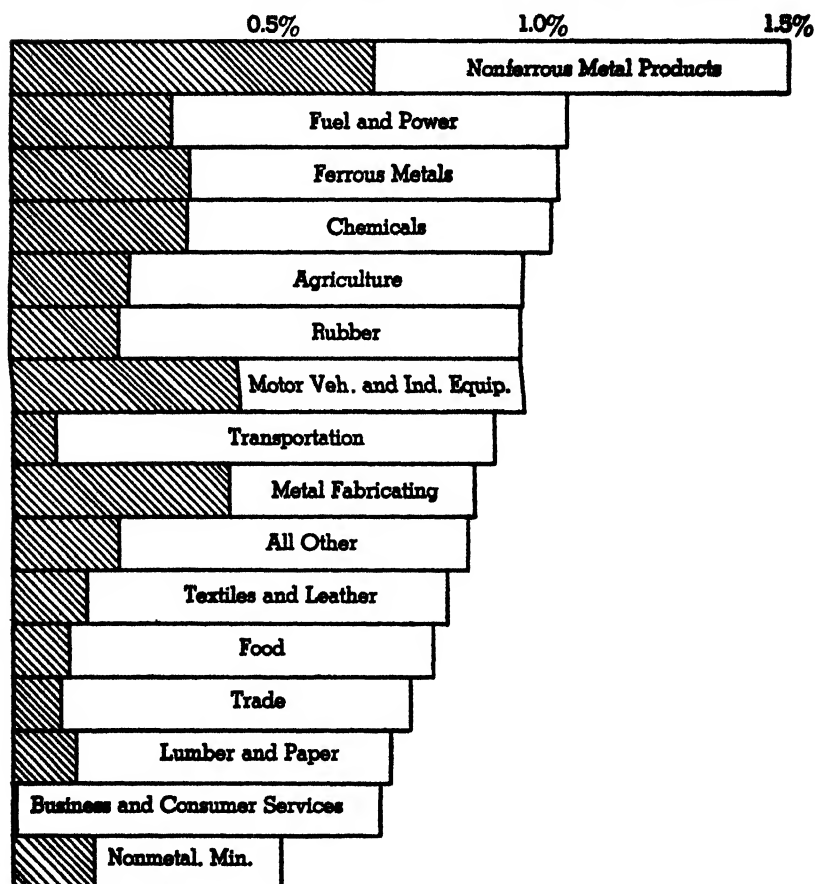 0.5% 1.0% 1.5%
Nonferrous Metal Products
Fuel and Power
Ferrous Metals
Chemicals
Agriculture
Rubber
Motor Veh. and Ind. Equip.
Transportation
Metal Fabricating
All Other
Textiles and Leather
Food
Trade
Lumber and Paper
Business and Consumer Services
Nonmetal. Min.